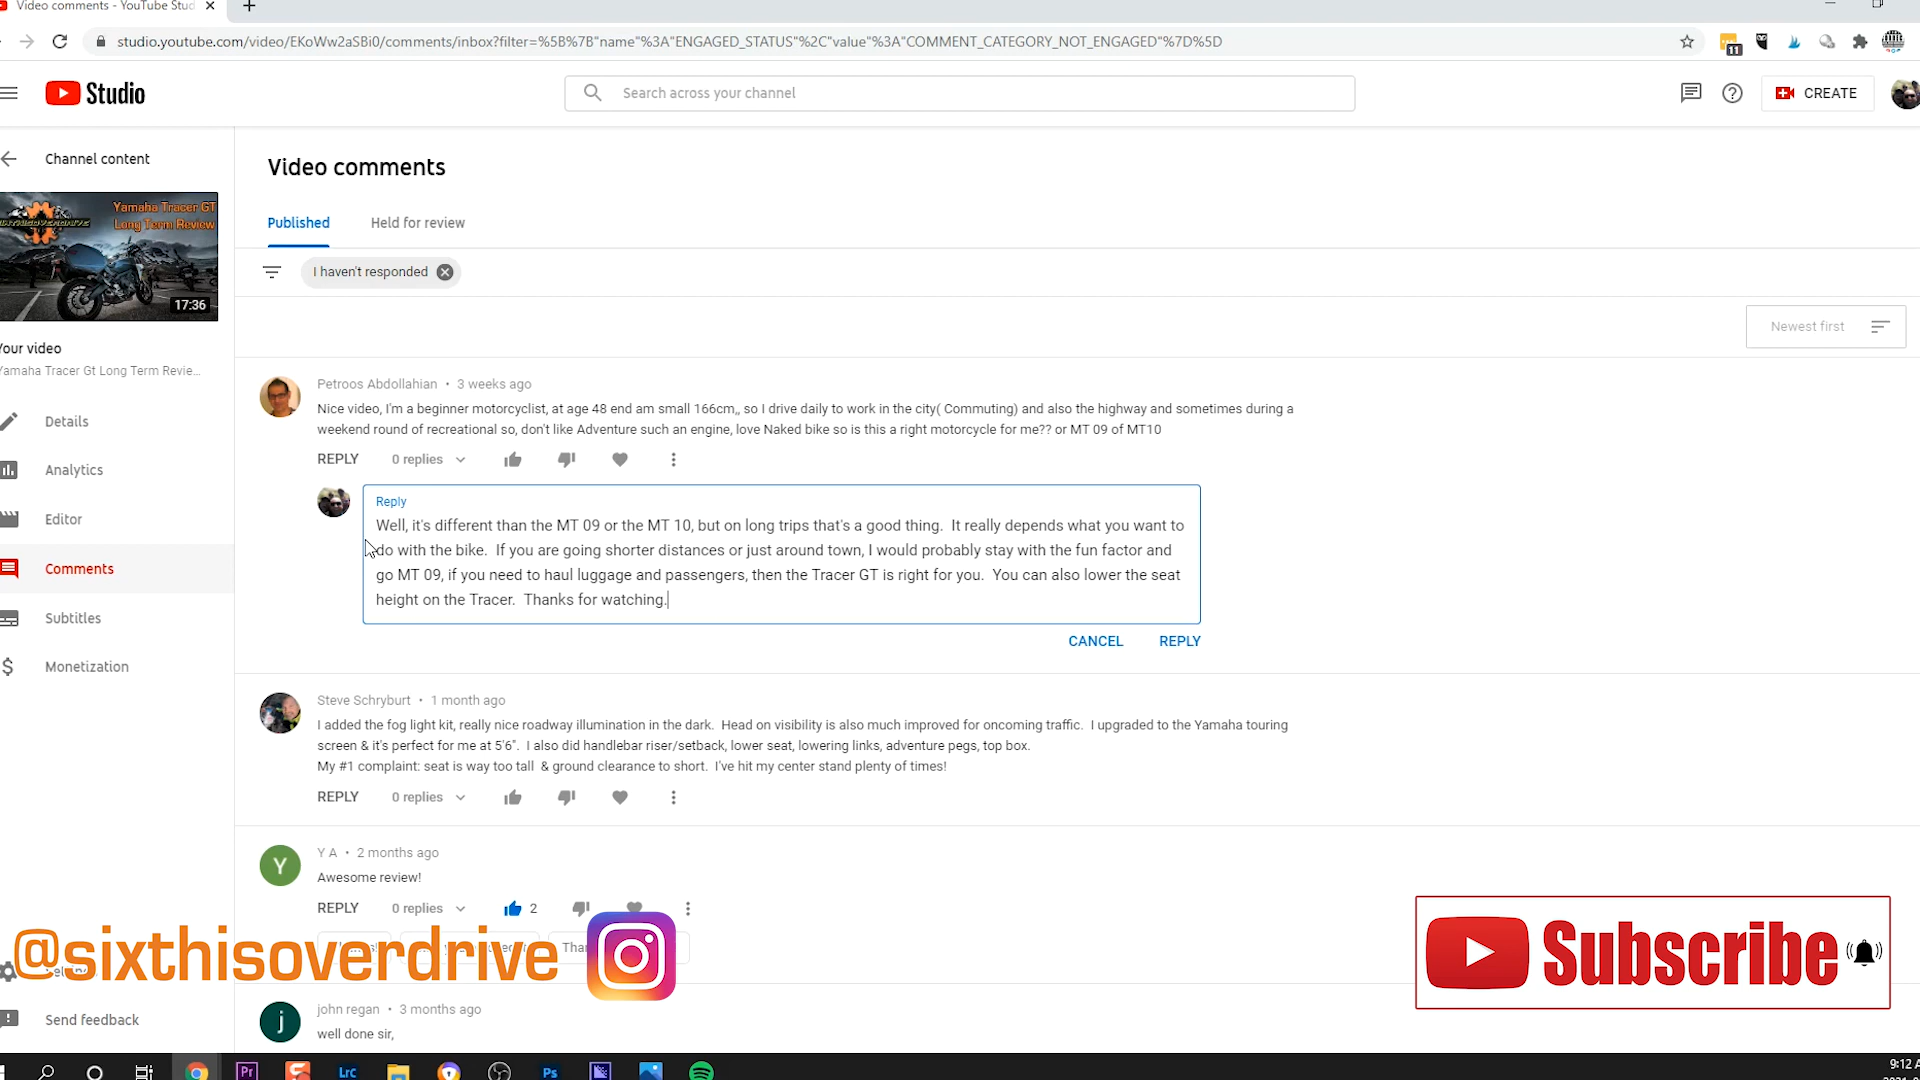 Video comments - YouTube Stud
studio.youtube.com/video/EKoWw2aSBi0/comments/inbox?filter=%5B%7B"name"%3A"ENGAGED_STATUS"%2C"value"%3A"COMMENT_CATEGORY_NOT_ENGAGED"%7D%5D
11
Studio
Search across your channel
CREATE
Channel content
Yamaha Tracer GT
Long Term Review
17:36
Your video
Yamaha Tracer Gt Long Term Revie...
Details
Analytics
Editor
Comments
Subtitles
Monetization
Send feedback
Video comments
Published
Held for review
I haven't responded
Newest first
Petroos Abdollahian • 3 weeks ago
Nice video, I'm a beginner motorcyclist, at age 48 end am small 166cm,, so I drive daily to work in the city( Commuting) and also the highway and sometimes during a
weekend round of recreational so, don't like Adventure such an engine, love Naked bike so is this a right motorcycle for me?? or MT 09 of MT10
REPLY
0 replies
Reply
Well, it's different than the MT 09 or the MT 10, but on long trips that's a good thing.  It really depends what you want to
do with the bike.  If you are going shorter distances or just around town, I would probably stay with the fun factor and
go MT 09, if you need to haul luggage and passengers, then the Tracer GT is right for you.  You can also lower the seat
height on the Tracer.  Thanks for watching.
CANCEL
REPLY
Steve Schryburt • 1 month ago
I added the fog light kit, really nice roadway illumination in the dark.  Head on visibility is also much improved for oncoming traffic.  I upgraded to the Yamaha touring
screen & it's perfect for me at 5'6".  I also did handlebar riser/setback, lower seat, lowering links, adventure pegs, top box.
My #1 complaint: seat is way too tall  & ground clearance to short.  I've hit my center stand plenty of times!
REPLY
0 replies
Y
Y A • 2 months ago
Awesome review!
REPLY
0 replies
2
@sixthisoverdrive
Subscribe
j
john regan • 3 months ago
well done sir,
Pr
Lrc
Ps
9:12 A